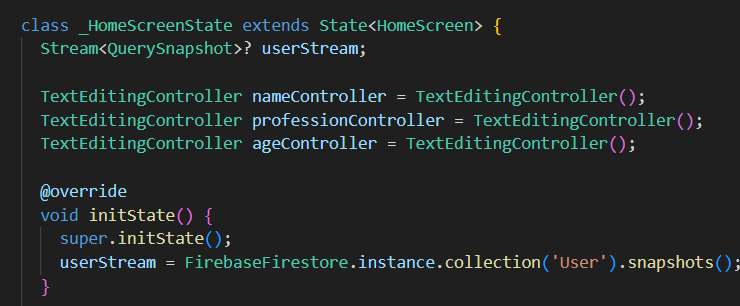 class _HomeScreenState extends State<HomeScreen> {
  Stream<QuerySnapshot>? userStream;

  TextEditingController nameController = TextEditingController();
  TextEditingController professionController = TextEditingController();
  TextEditingController ageController = TextEditingController();

  @override
  void initState() {
    super.initState();
    userStream = FirebaseFirestore.instance.collection('User').snapshots();
  }